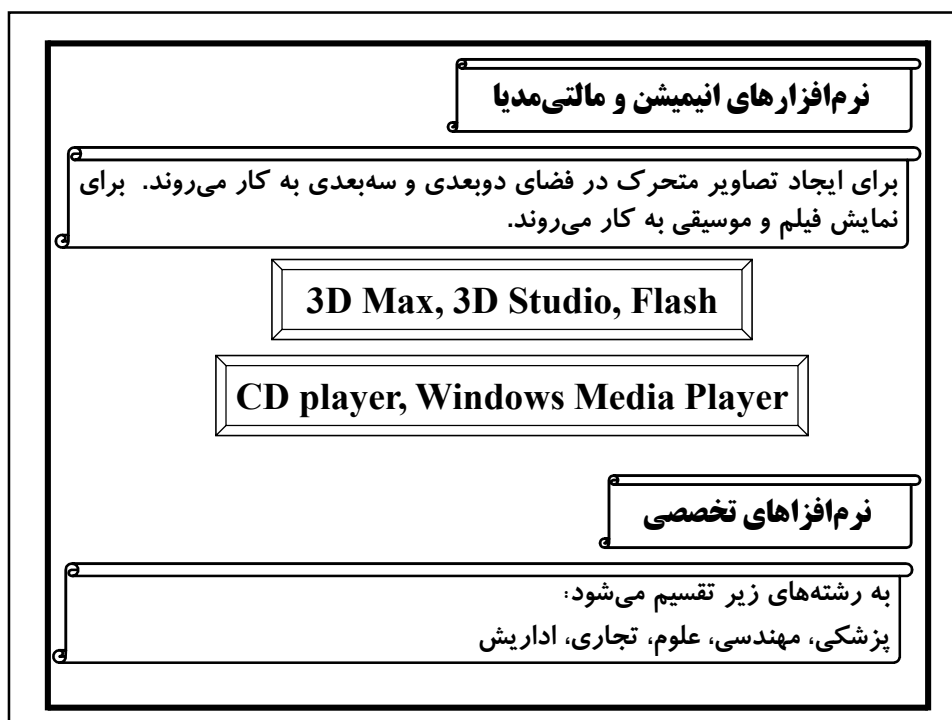 نرم‌افزارهای انیمیشن و مالتی‌مدیا
برای ایجاد تصاویر متحرک در فضای دوبعدی و سه‌بعدی به کار می‌روند. برای
نمایش فیلم و موسیقی به کار می‌روند.
3D Max, 3D Studio, Flash
CD player, Windows Media Player
نرم‌افزاهای تخصصی
به رشته‌های زیر تقسیم می‌شود:
پزشکی، مهندسی، علوم، تجاری، اداریش